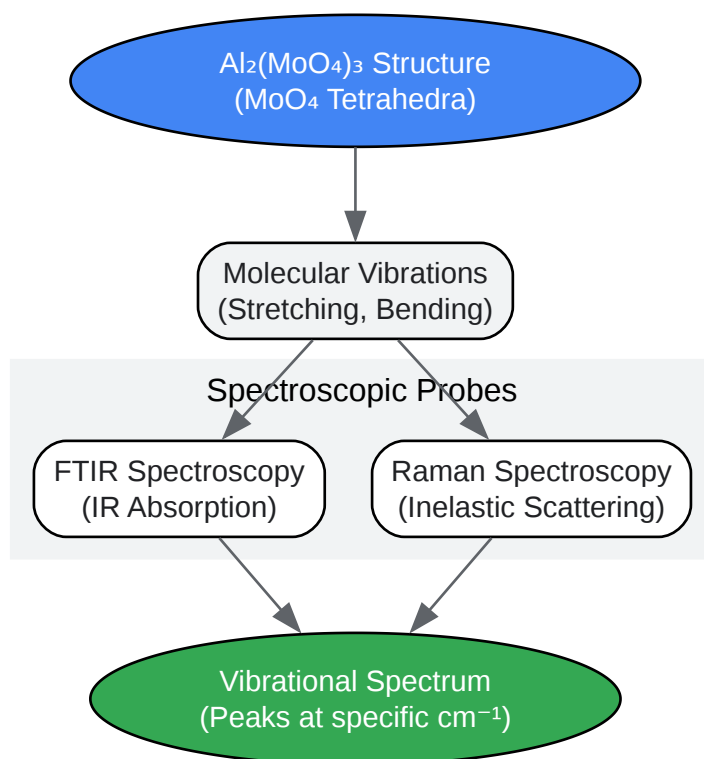 Al₂(MoO₄)₃ Structure
(MoO₄ Tetrahedra)
Molecular Vibrations
(Stretching, Bending)
Spectroscopic Probes
FTIR Spectroscopy
(IR Absorption)
Raman Spectroscopy
(Inelastic Scattering)
Vibrational Spectrum
(Peaks at specific cm⁻¹)